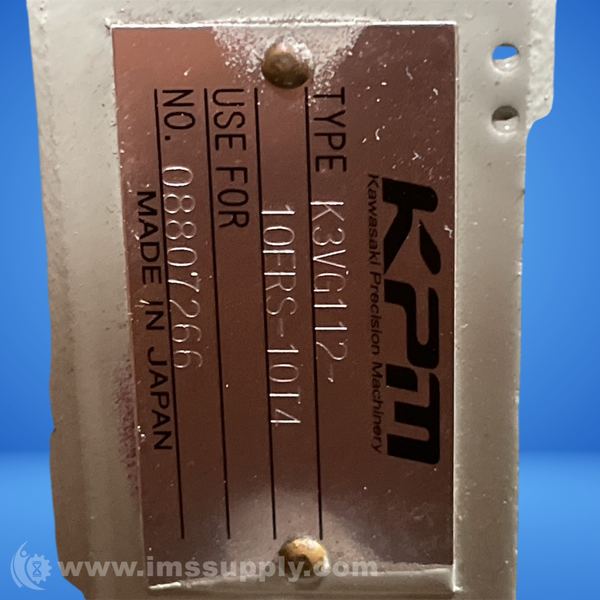 KPM
Kawasaki Precision Machinery
TYPE K3VG112-
10FRS-10T4
USE FOR
NO. 08807266
MADE IN JAPAN
www.imssupply.com